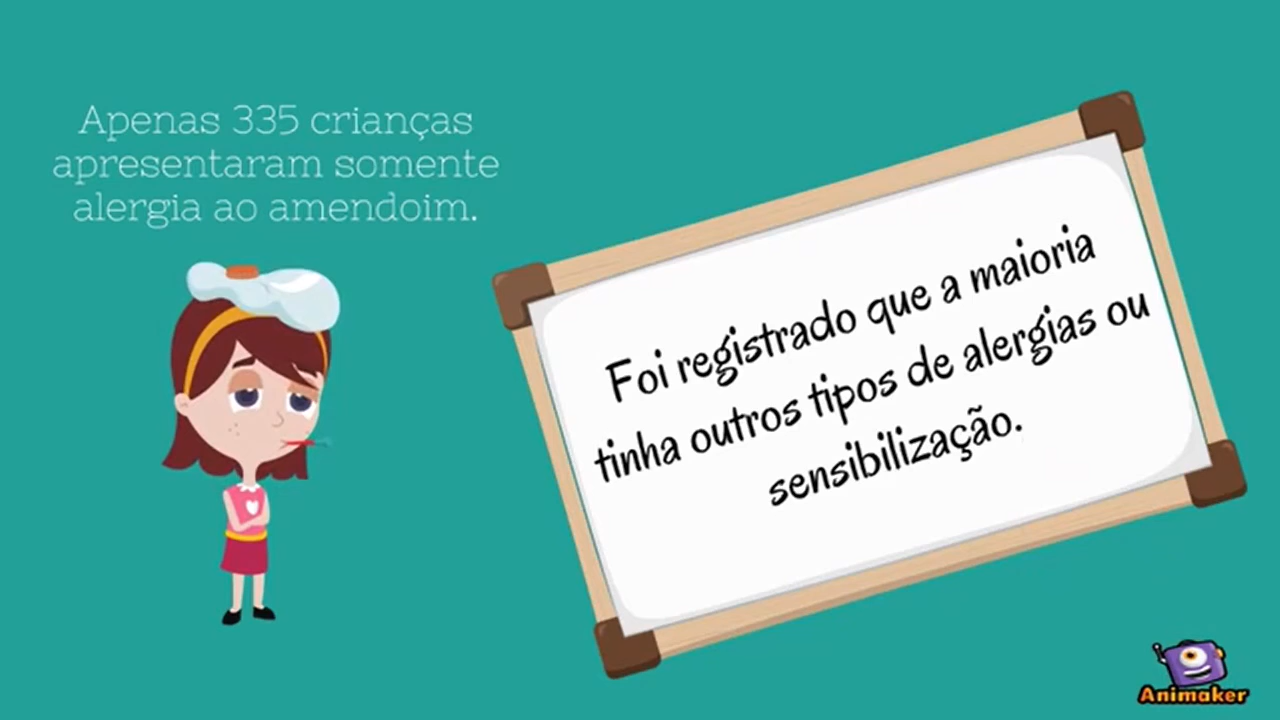 Apenas 335 crianças
apresentaram somente
alergia ao amendoim.
Foi registrado que a maioria
tinha outros tipos de alergias ou
sensibilização.
Animaker